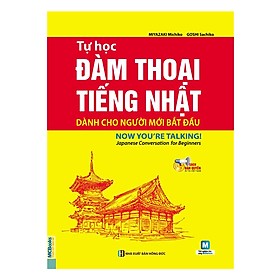 MIYAZAKI Michiko GOSHI Sachiko
Tự học
ĐÀM THOẠI
TIẾNG NHẬT
DÀNH CHO NGƯỜI MỚI BẮT ĐẦU
NOW YOU'RE TALKING!
Japanese Conversation for Beginners
MCBooks
NHÀ XUẤT BẢN HỒNG ĐỨC